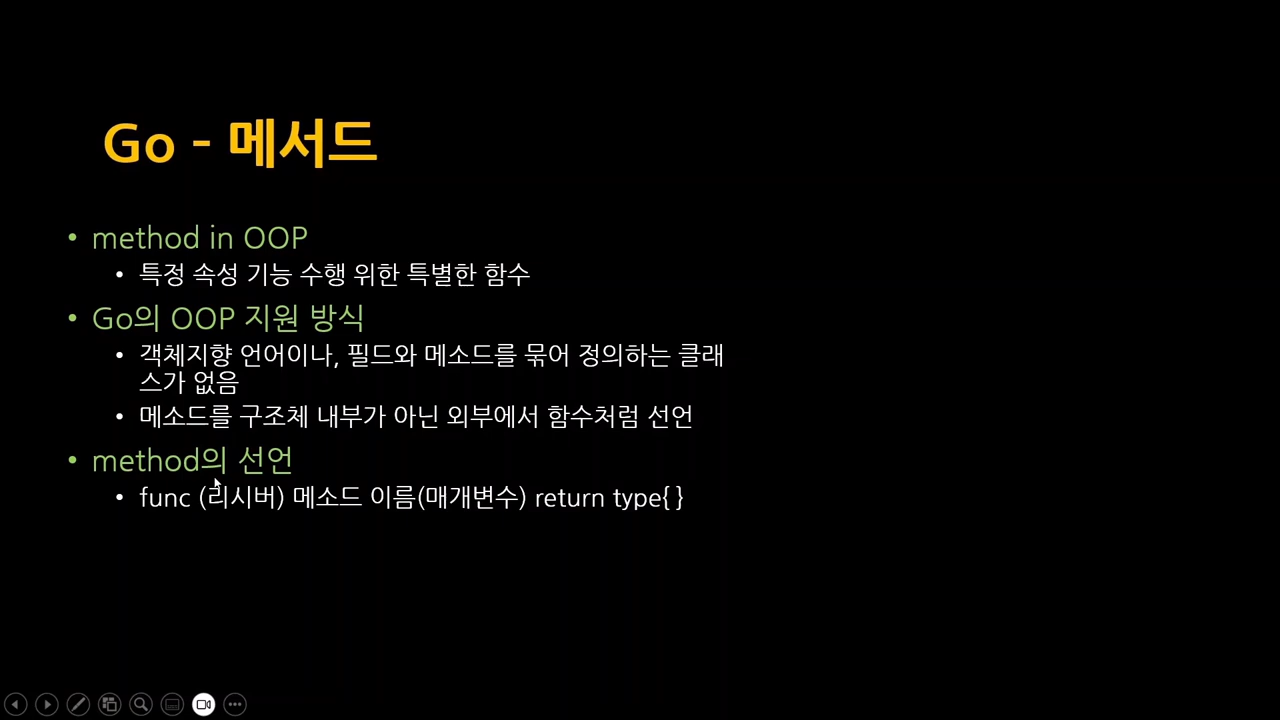 Go - 메서드
• method in OOP
• 특정 속성 기능 수행 위한 특별한 함수
• Go의 OOP 지원 방식
• 객체지향 언어이나, 필드와 메소드를 묶어 정의하는 클래
스가 없음
• 메소드를 구조체 내부가 아닌 외부에서 함수처럼 선언
• method의 선언
• func (리시버) 메소드 이름(매개변수) return type{ }